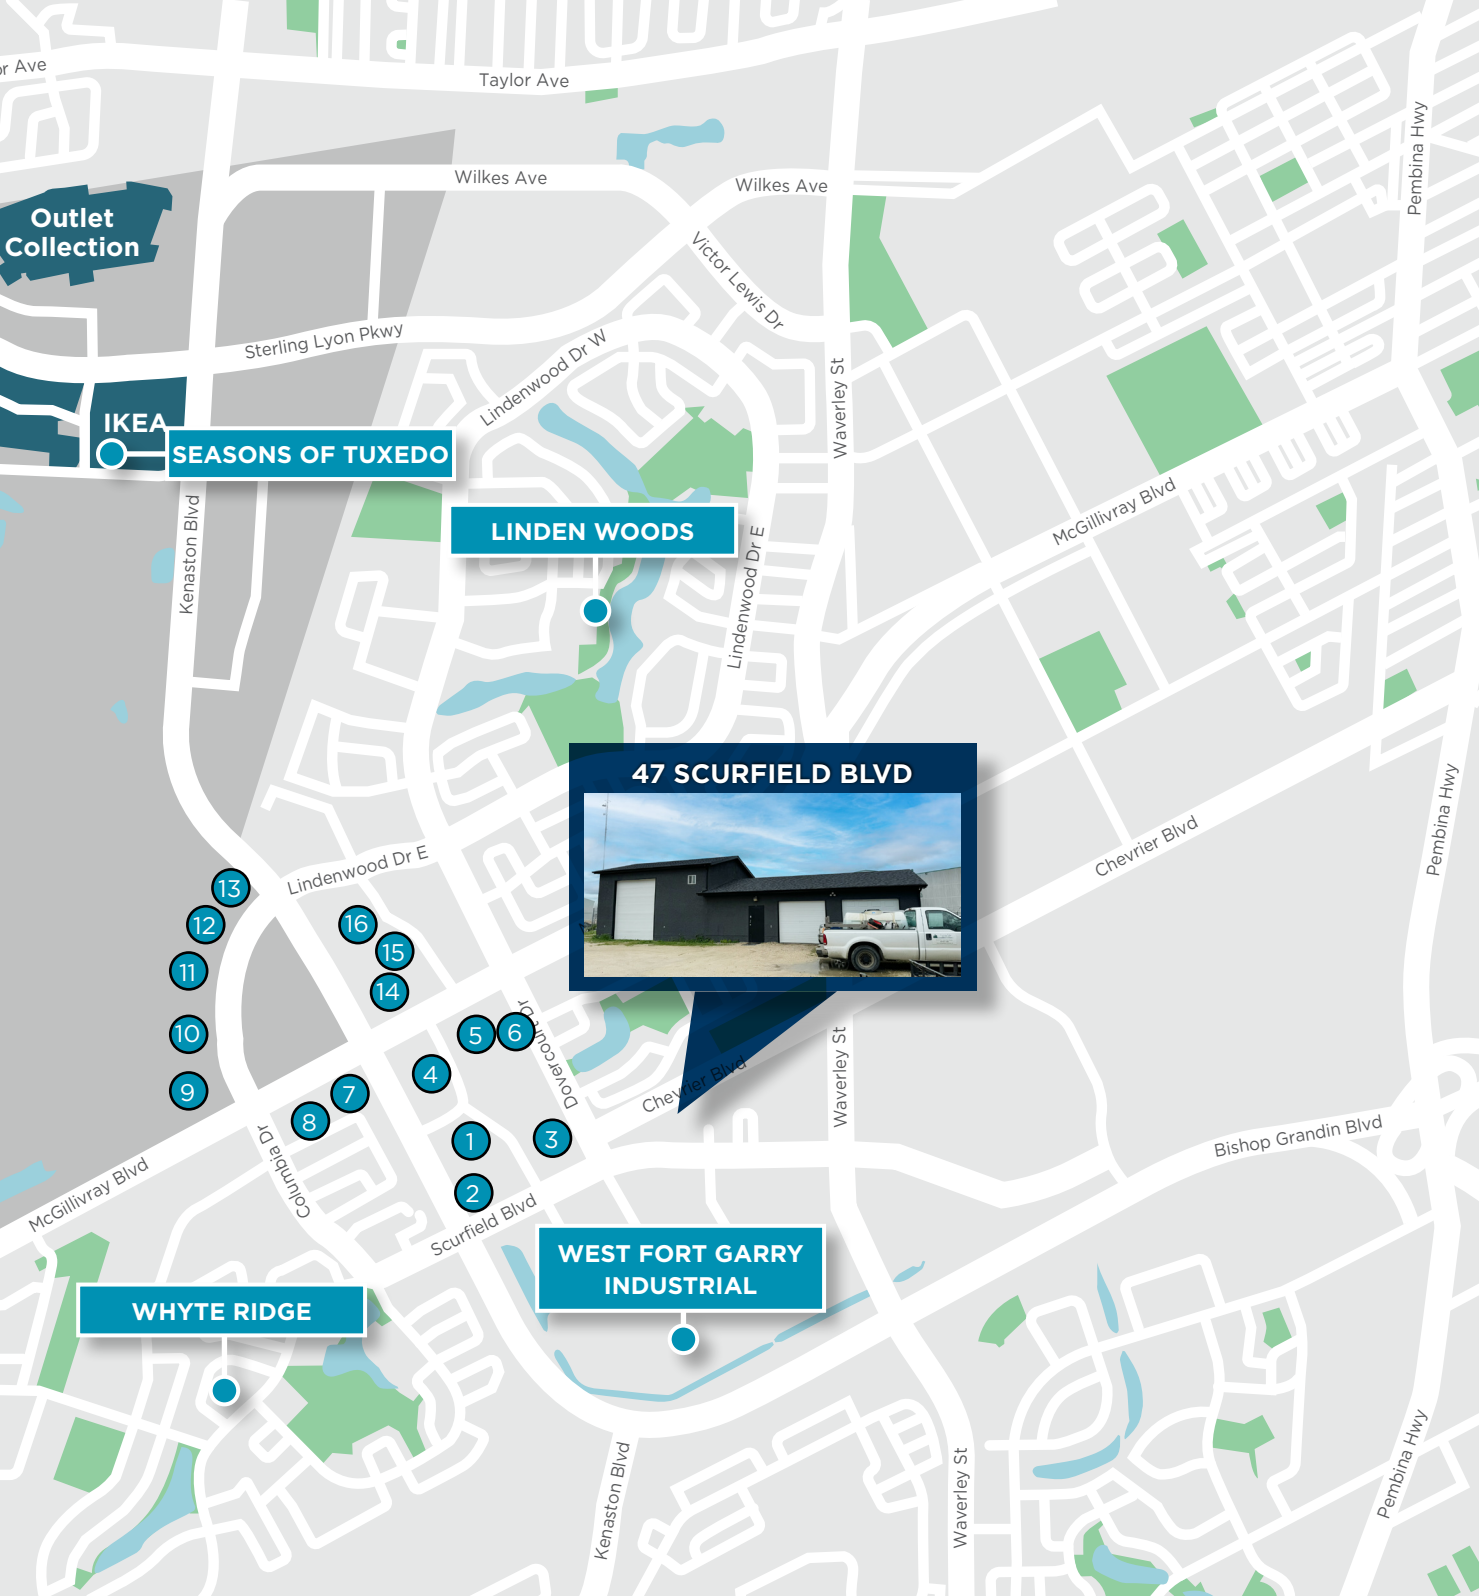 or Ave
Taylor Ave
Pembina Hwy
Wilkes Ave
Wilkes Ave
Outlet
Collection
Victor Lewis Dr
Sterling Lyon Pkwy
Lindenwood Dr W
Waverley St
IKEA
SEASONS OF TUXEDO
McGillivray Blvd
Kenaston Blvd
LINDEN WOODS
Lindenwood Dr E
47 SCURFIELD BLVD
Pembina Hwy
Chevrier Blvd
Lindenwood Dr E
13
12
16
15
11
14
Dovercourt Dr
10
5
6
Waverley St
4
Chevrier Blvd
9
7
8
1
3
Columbia Dr
Bishop Grandin Blvd
McGillivray Blvd
2
Scurfield Blvd
WEST FORT GARRY
INDUSTRIAL
WHYTE RIDGE
Kenaston Blvd
Waverley St
Pembina Hwy